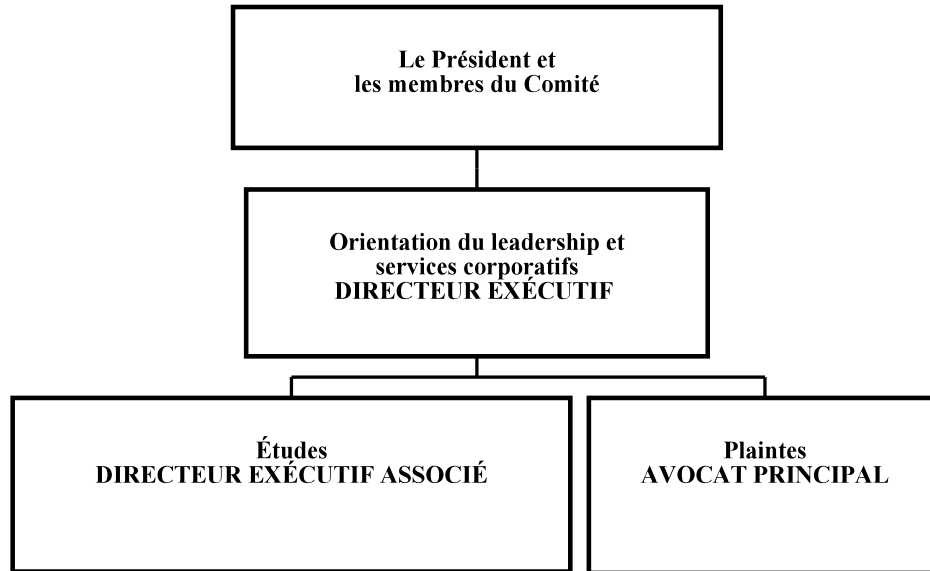 Le Président et
les membres du Comité
Orientation du leadership et
services corporatifs
DIRECTEUR EXÉCUTIF
Études
DIRECTEUR EXÉCUTIF ASSOCIÉ
Plaintes
AVOCAT PRINCIPAL